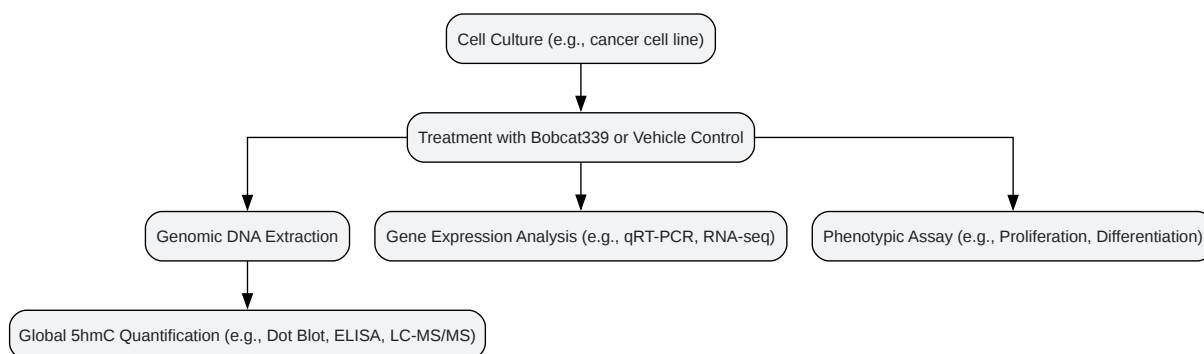 Cell Culture (e.g., cancer cell line)
Treatment with Bobcat339 or Vehicle Control
Genomic DNA Extraction
Gene Expression Analysis (e.g., qRT-PCR, RNA-seq)
Phenotypic Assay (e.g., Proliferation, Differentiation)
Global 5hmC Quantification (e.g., Dot Blot, ELISA, LC-MS/MS)